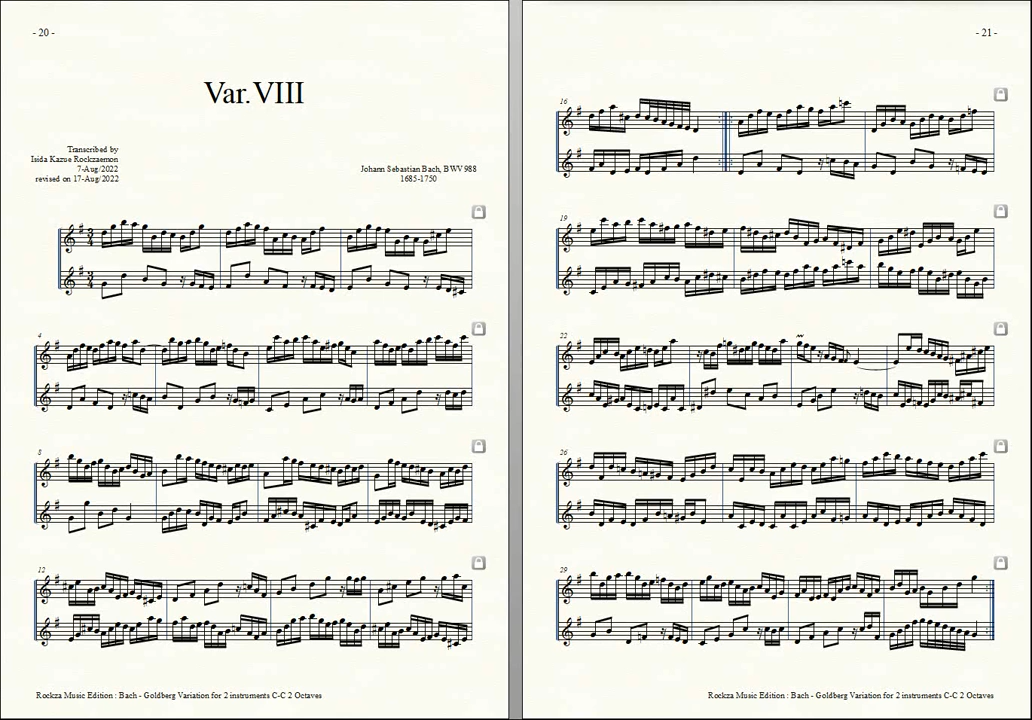 - 20 -
Var.VIII
Transcribed by
Isida Kazue Rockzaemon
7-Aug/2022
revised on 17-Aug/2022
Johann Sebastian Bach, BWV 988
1685-1750
4
8
12
Rockza Music Edition : Bach - Goldberg Variation for 2 instruments C-C 2 Octaves
- 21 -
16
19
22
26
29
Rockza Music Edition : Bach - Goldberg Variation for 2 instruments C-C 2 Octaves